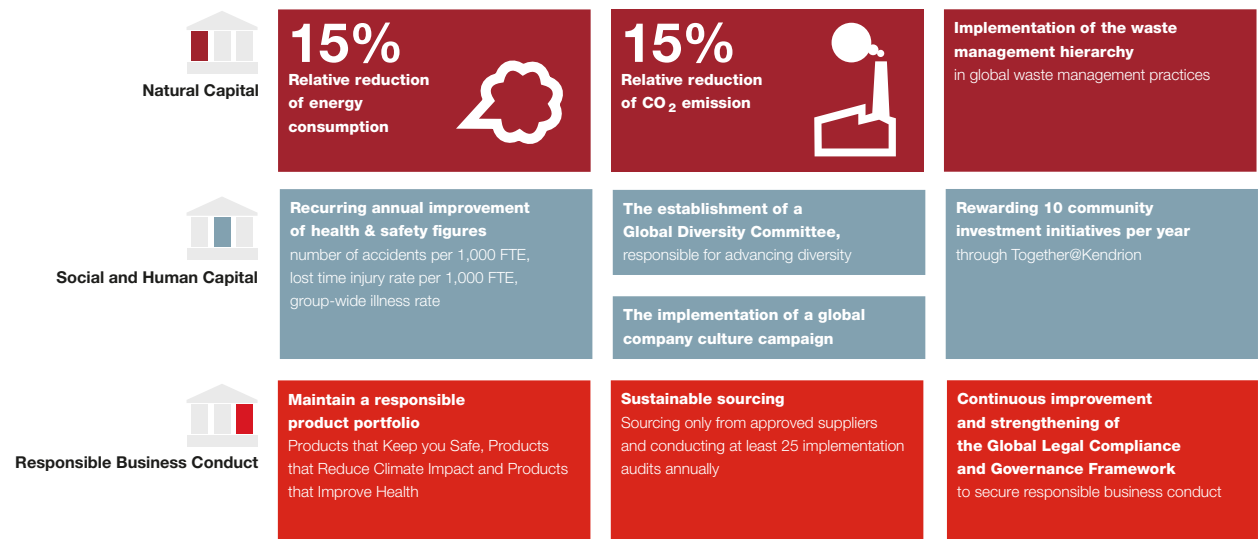 Natural Capital
15%
Relative reduction
of energy
consumption
15%
Relative reduction
of CO2 emission
Implementation of the waste
management hierarchy
in global waste management practices
Social and Human Capital
Recurring annual improvement
of health & safety figures
number of accidents per 1,000 FTE,
lost time injury rate per 1,000 FTE,
group-wide illness rate
The establishment of a
Global Diversity Committee,
responsible for advancing diversity
The implementation of a global
company culture campaign
Rewarding 10 community
investment initiatives per year
through Together@Kendrion
Responsible Business Conduct
Maintain a responsible
product portfolio
Products that Keep you Safe, Products
that Reduce Climate Impact and Products
that Improve Health
Sustainable sourcing
Sourcing only from approved suppliers
and conducting at least 25 implementation
audits annually
Continuous improvement
and strengthening of
the Global Legal Compliance
and Governance Framework
to secure responsible business conduct